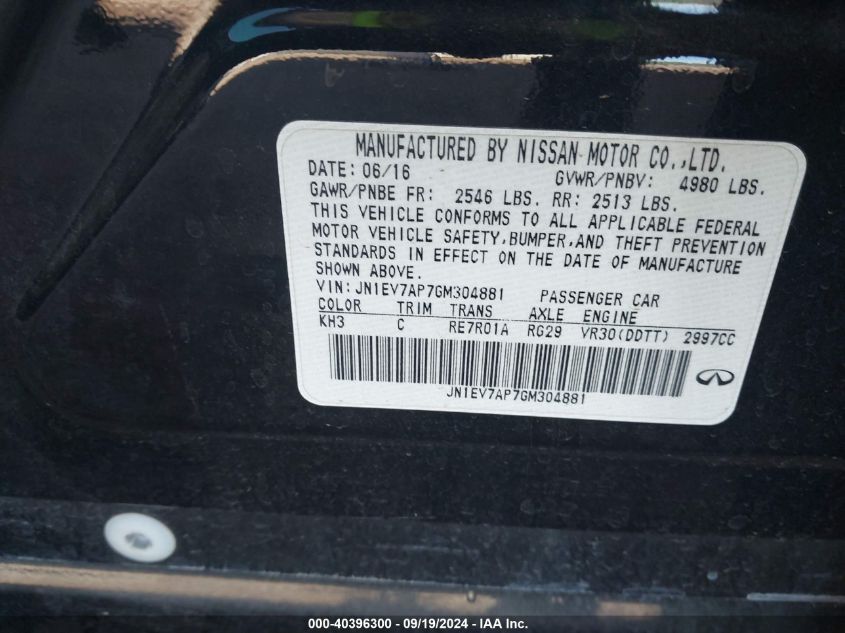 MANUFACTURED BY NISSAN MOTOR CO.,LTD.
DATE: 06/16 GVWR/PNBV: 4980 LBS.
GAWR/PNBE FR: 2546 LBS. RR: 2513 LBS.
THIS VEHICLE CONFORMS TO ALL APPLICABLE FEDERAL
MOTOR VEHICLE SAFETY,BUMPER,AND THEFT PREVENTION
STANDARDS IN EFFECT ON THE DATE OF MANUFACTURE
SHOWN ABOVE.
VIN: JN1EV7AP7GM304881 PASSENGER CAR
COLOR TRIM TRANS AXLE ENGINE
KH3 C RE7R01A RG29 VR30(DDTT) 2997CC
JN1EV7AP7GM304881
000-40396300 - 09/19/2024 - IAA Inc.